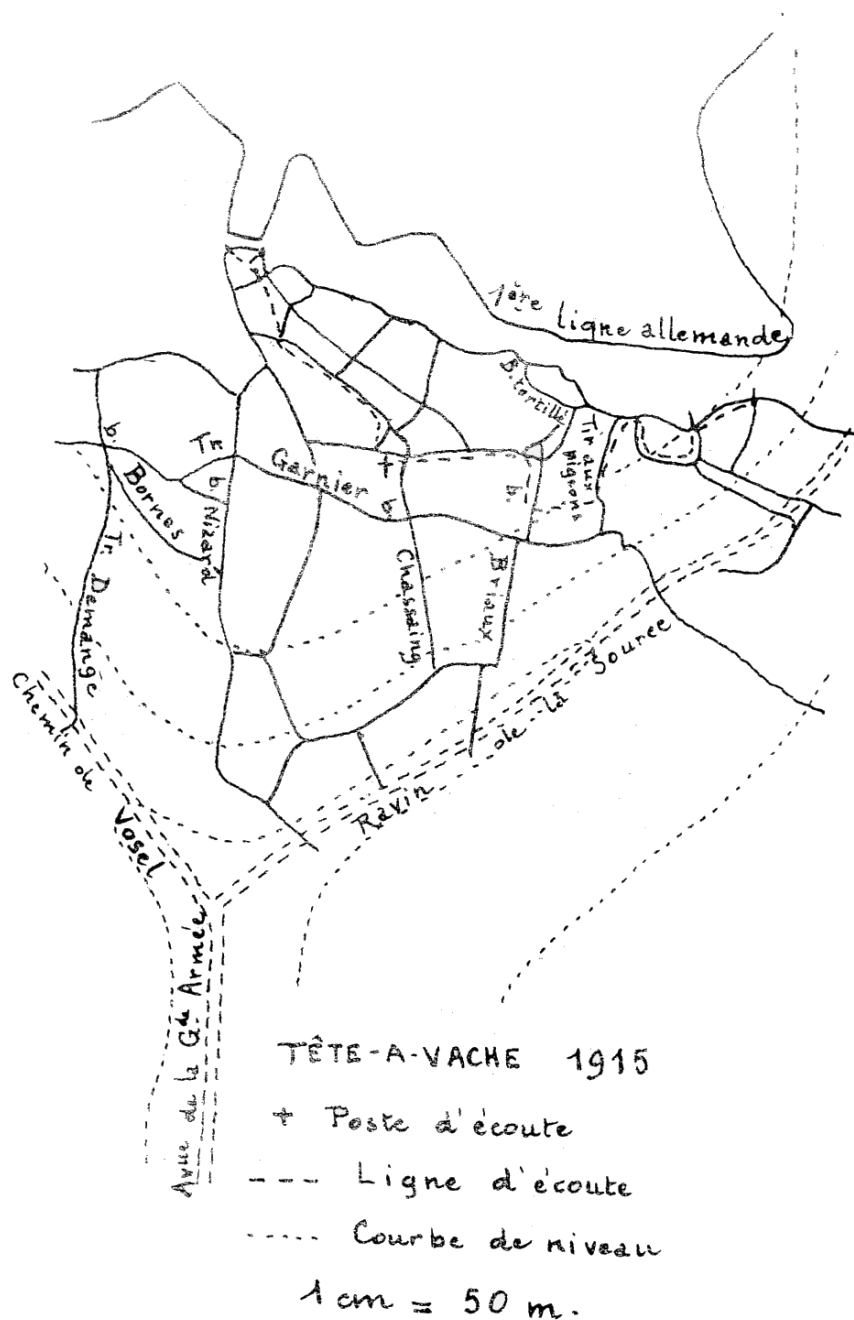 1ère ligne allemande
B. tortillé
Tir aux
Pigeons
b.
Bornes
Tr.
Garnier
b. Nizard
b.
Chassaing
b.
Briaux
Tr. Demange
Chemin de Vosel
Ravin de la Source
Avue de la Gde Armée
TÊTE-A-VACHE 1915
+ Poste d'écoute
--- Ligne d'écoute
..... Courbe de niveau
1 cm = 50 m.